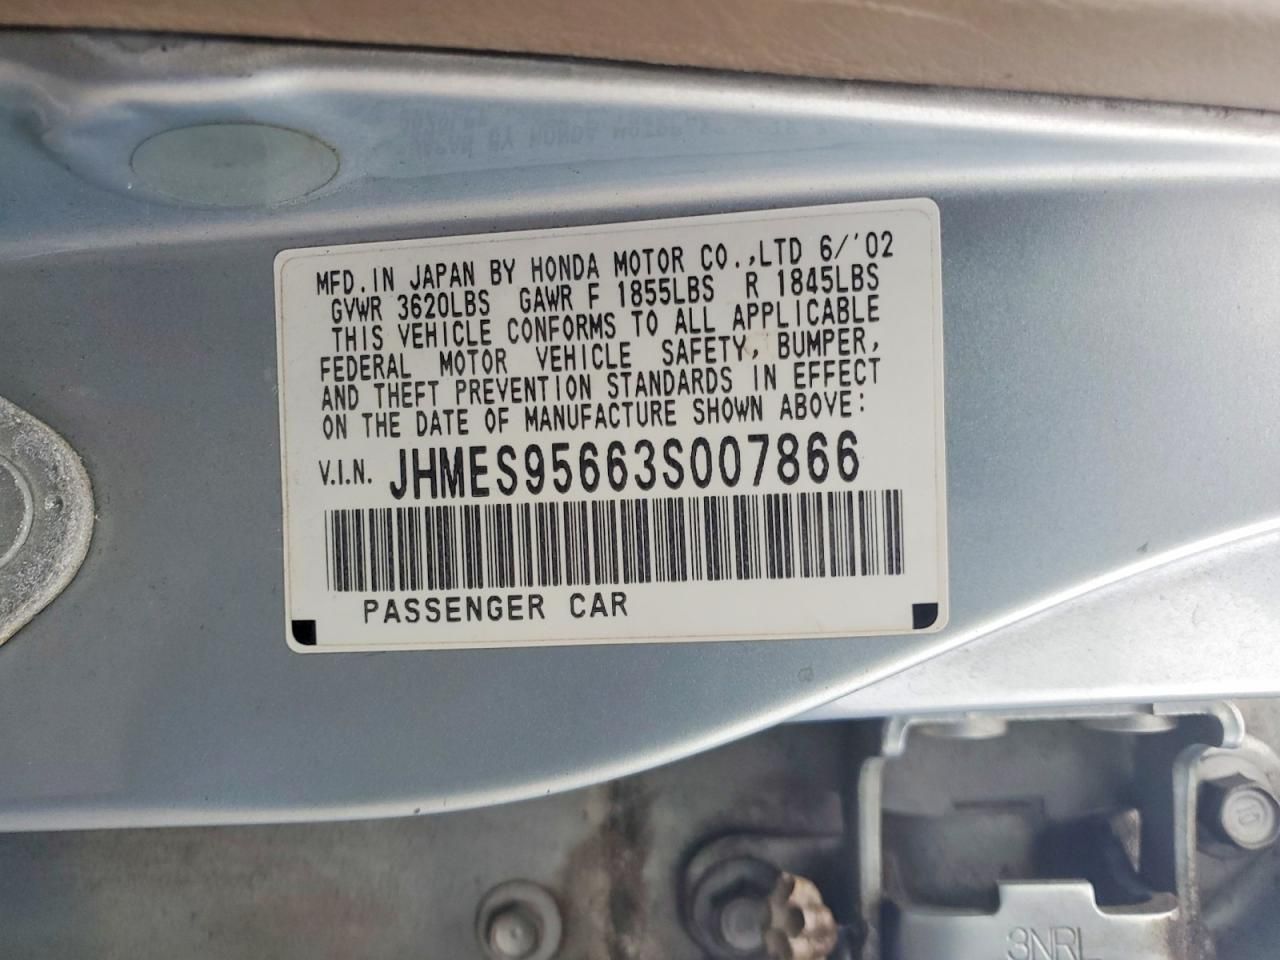 MFD. IN JAPAN BY HONDA MOTOR CO.,LTD 6/'02
GVWR 3620LBS GAWR F 1855LBS R 1845LBS
THIS VEHICLE CONFORMS TO ALL APPLICABLE
FEDERAL MOTOR VEHICLE SAFETY, BUMPER,
AND THEFT PREVENTION STANDARDS IN EFFECT
ON THE DATE OF MANUFACTURE SHOWN ABOVE:
V.I.N. JHMES95663S007866
PASSENGER CAR
3NRL